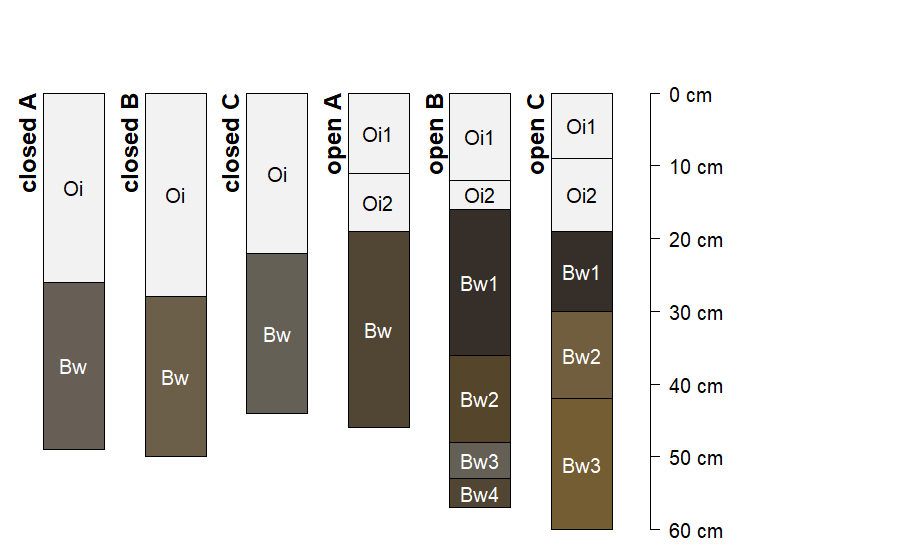 closed A
Oi
Bw
closed B
Oi
Bw
closed C
Oi
Bw
open A
Oi1
Oi2
Bw
open B
Oi1
Oi2
Bw1
Bw2
Bw3
Bw4
open C
Oi1
Oi2
Bw1
Bw2
Bw3
0 cm
10 cm
20 cm
30 cm
40 cm
50 cm
60 cm